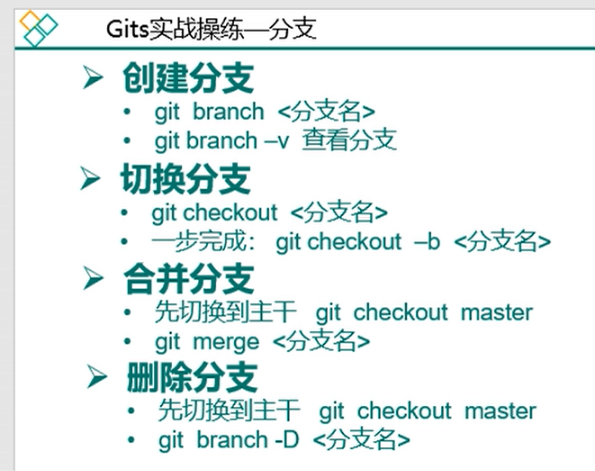 Gits实战操练—分支
➢ 创建分支
• git branch <分支名>
• git branch –v 查看分支
➢ 切换分支
• git checkout <分支名>
• 一步完成： git checkout –b <分支名>
➢ 合并分支
• 先切换到主干 git checkout master
• git merge <分支名>
➢ 删除分支
• 先切换到主干 git checkout master
• git branch -D <分支名>